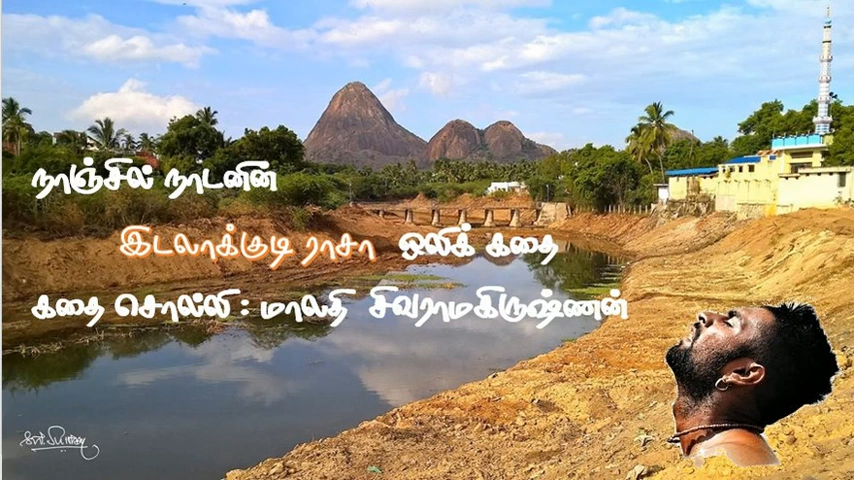 நாஞ்சில் நாடனின்
இடலாக்குடி ராசா ஒலிக் கதை
கதை சொல்லி : மாலதி சிவராமகிருஷ்ணன்